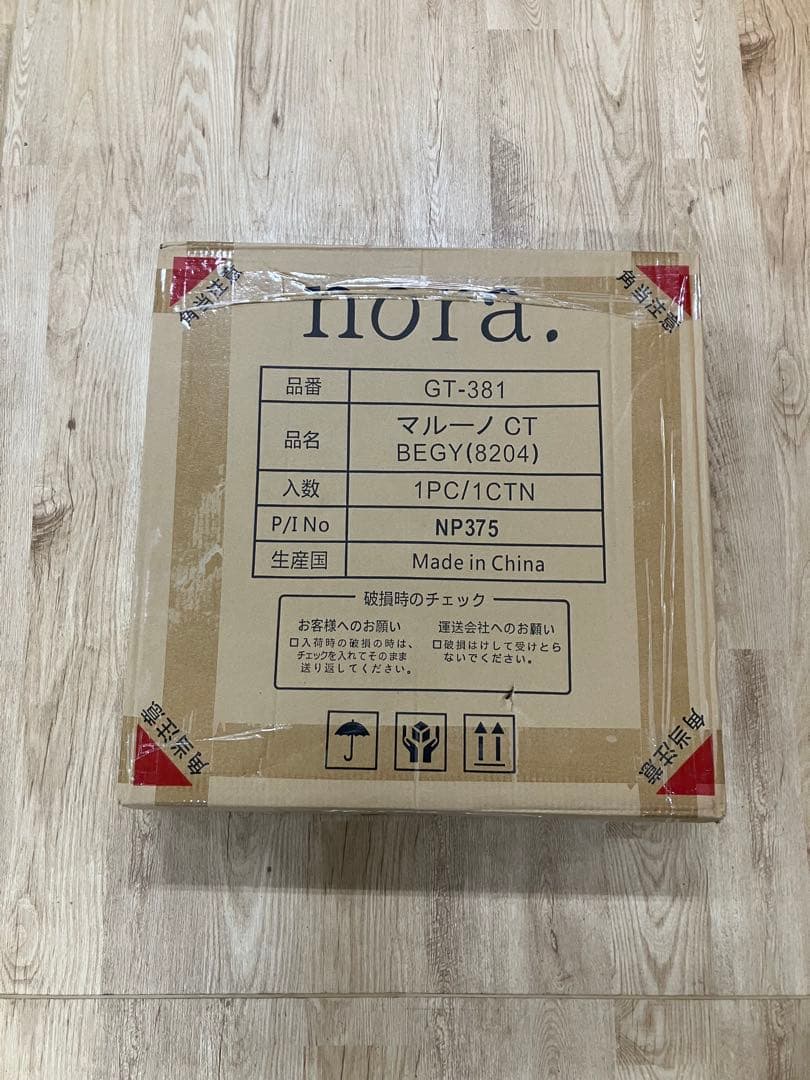 角当注意
角当注意
nora.
品番 GT-381
品名 マルーノ CT
BEGY(8204)
入数 1PC/1CTN
P/I No NP375
生産国 Made in China
破損時のチェック
お客様へのお願い
□入荷時の破損の時は、
チェックを入れてそのまま
送り返してください。
運送会社へのお願い
□破損はけして受けとら
ないでください。
角当注意
角当注意